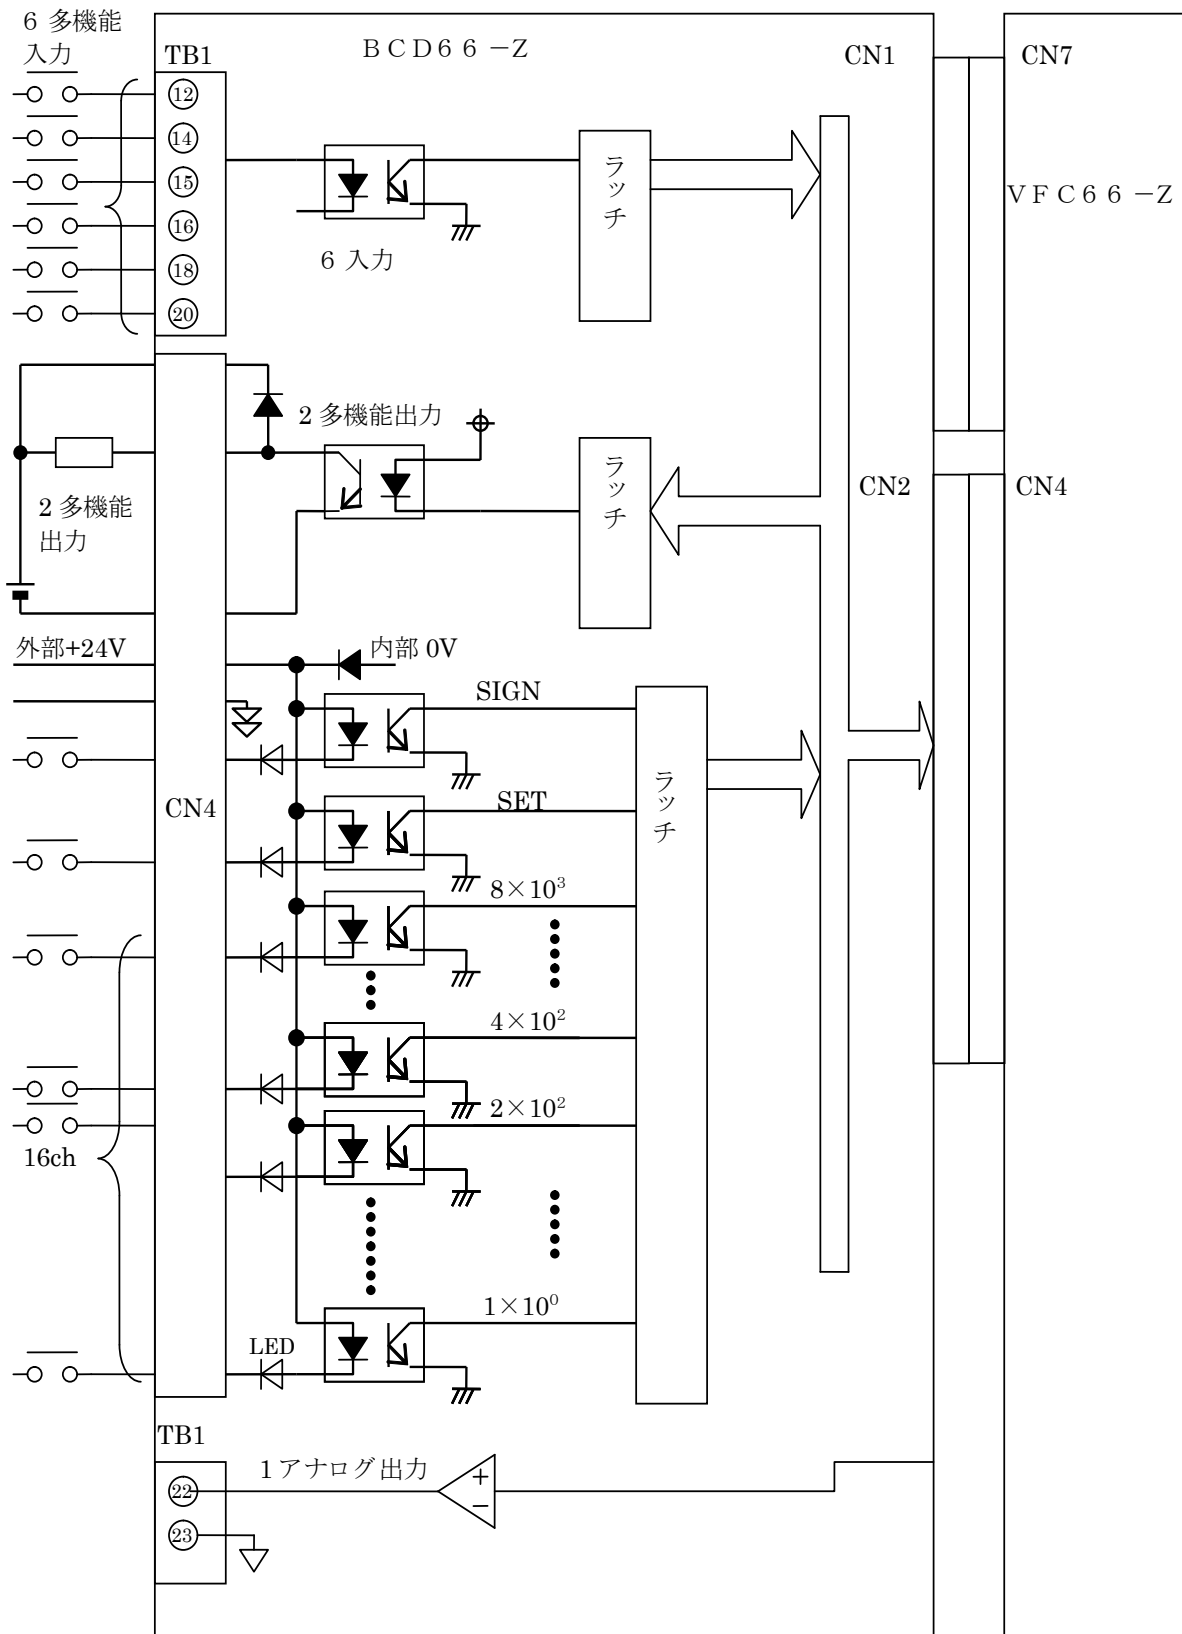 6 多機能
入力
TB1
ＢＣＤ６６－Ｚ
CN1
CN7
12
14
15
16
18
20
ラッチ
ＶＦＣ６６－Ｚ
6 入力
2 多機能出力
ラッチ
CN2
CN4
2 多機能
出力
外部+24V
内部 0V
SIGN
CN4
SET
ラッチ
8×10³
4×10²
2×10²
16ch
1×10⁰
LED
TB1
1 アナログ出力
+
−
22
23